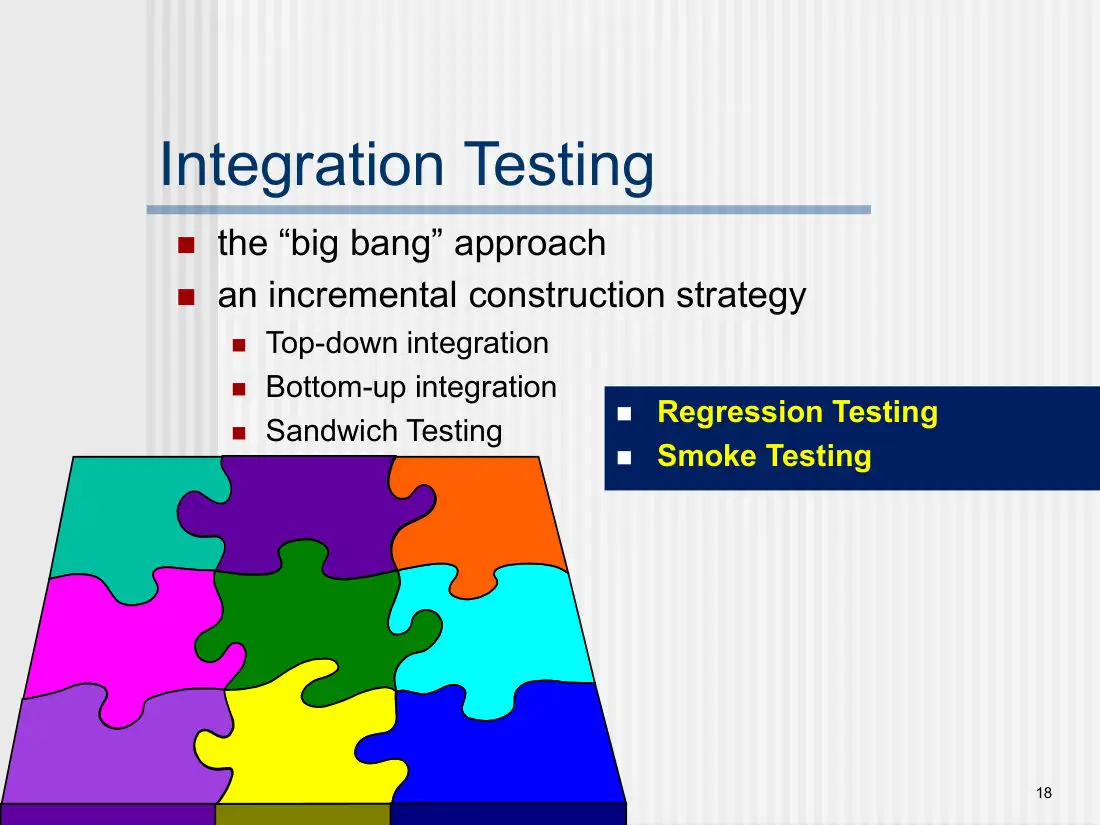 Integration Testing
the “big bang” approach
an incremental construction strategy
Top-down integration
Bottom-up integration
Sandwich Testing
Regression Testing
Smoke Testing
18